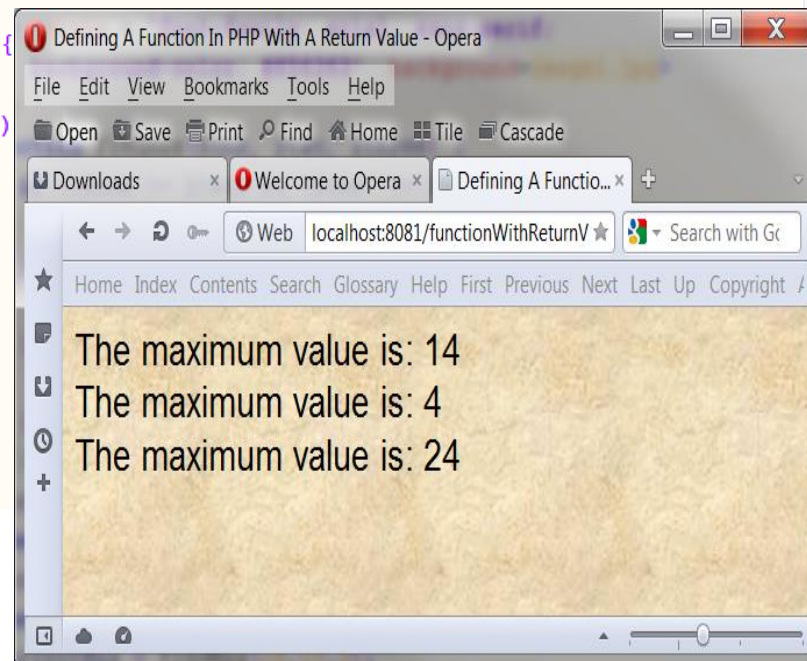 {
)
Defining A Function In PHP With A Return Value - Opera
File Edit View Bookmarks Tools Help
Open Save Print Find Home Tile Cascade
Downloads Welcome to Opera Defining A Functio...
Web localhost:8081/functionWithReturnV Search with Gc
Home Index Contents Search Glossary Help First Previous Next Last Up Copyright
The maximum value is: 14
The maximum value is: 4
The maximum value is: 24